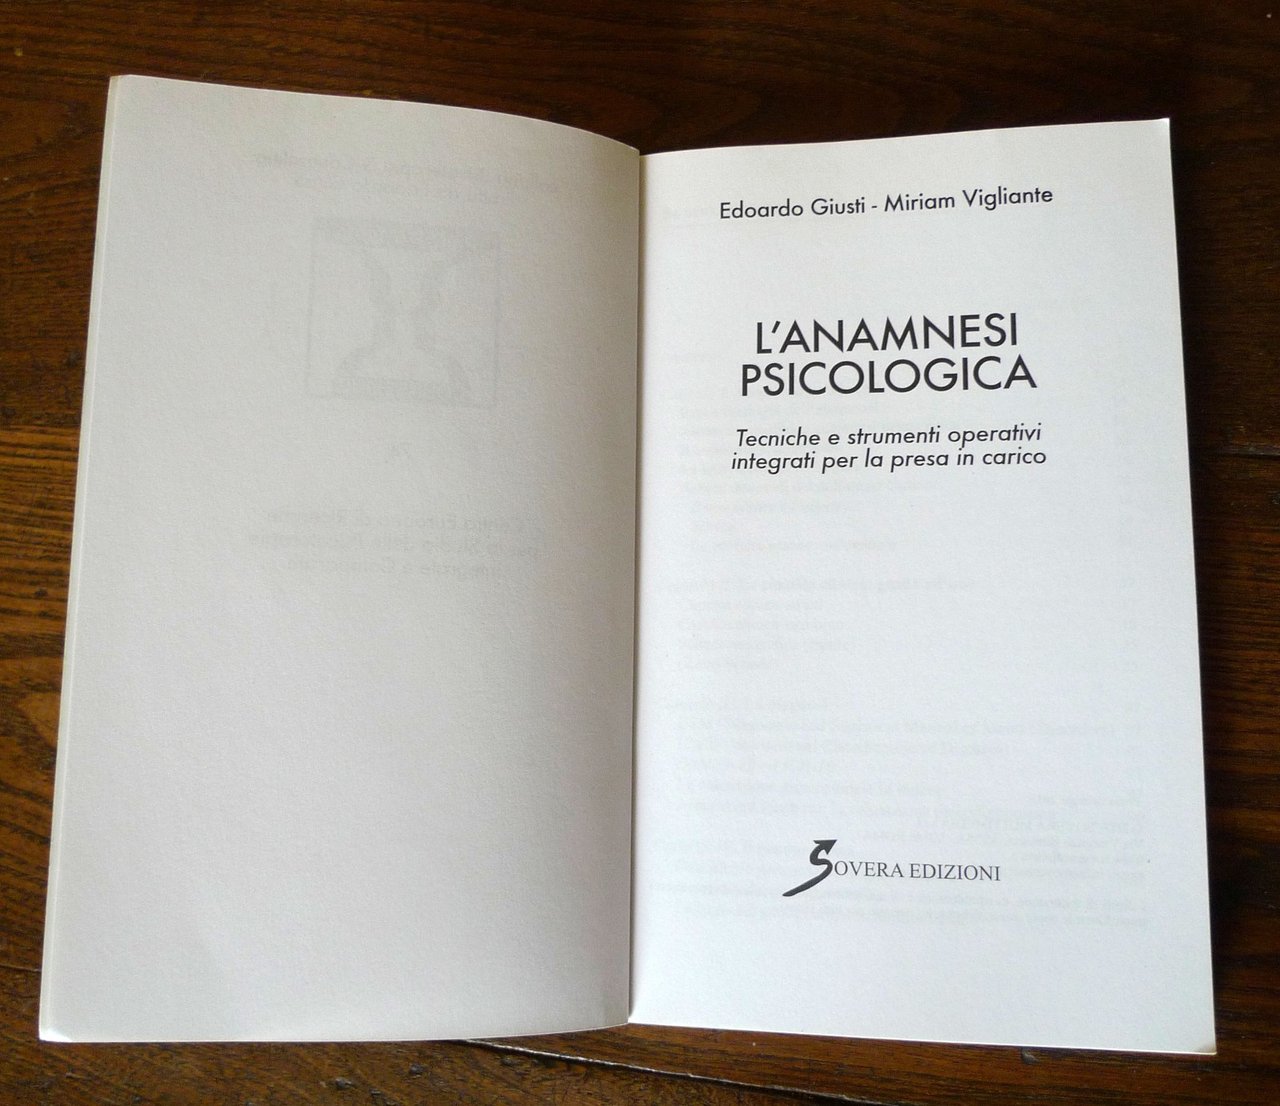 Edoardo Giusti - Miriam Vigliante
L'ANAMNESI
PSICOLOGICA
Tecniche e strumenti operativi
integrati per la presa in carico
SOVERA EDIZIONI